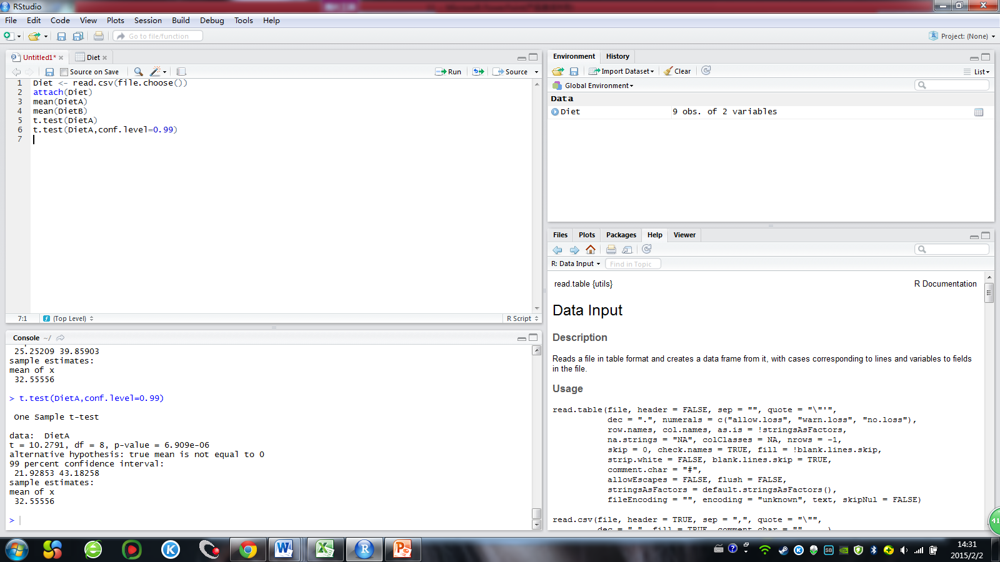 RStudio
File Edit Code View Plots Session Build Debug Tools Help
Go to file/function
Project: (None)
Untitled1* Diet
Source on Save Run Source
1 Diet <- read.csv(file.choose())
2 attach(Diet)
3 mean(DietA)
4 mean(DietB)
5 t.test(DietA)
6 t.test(DietA,conf.level=0.99)
7
7:1 (Top Level) R Script
Console ~/
25.25209 39.85903
sample estimates:
mean of x
32.55556
> t.test(DietA,conf.level=0.99)
One Sample t-test
data: DietA
t = 10.2791, df = 8, p-value = 6.909e-06
alternative hypothesis: true mean is not equal to 0
99 percent confidence interval:
21.92853 43.18258
sample estimates:
mean of x
32.55556
>
Environment History
Import Dataset Clear List
Global Environment
Data
Diet 9 obs. of 2 variables
Files Plots Packages Help Viewer
R: Data Input Find in Topic
read.table {utils} R Documentation
Data Input
Description
Reads a file in table format and creates a data frame from it, with cases corresponding to lines and variables to fields
in the file.
Usage
read.table(file, header = FALSE, sep = "", quote = "\"'",
dec = ".", numerals = c("allow.loss", "warn.loss", "no.loss"),
row.names, col.names, as.is = !stringsAsFactors,
na.strings = "NA", colClasses = NA, nrows = -1,
skip = 0, check.names = TRUE, fill = !blank.lines.skip,
strip.white = FALSE, blank.lines.skip = TRUE,
comment.char = "#",
allowEscapes = FALSE, flush = FALSE,
stringsAsFactors = default.stringsAsFactors(),
fileEncoding = "", encoding = "unknown", text, skipNul = FALSE)
read.csv(file, header = TRUE, sep = ",", quote = "\"",
dec = ".", fill = TRUE, comment.char = "", ...)
41
14:31
2015/2/2